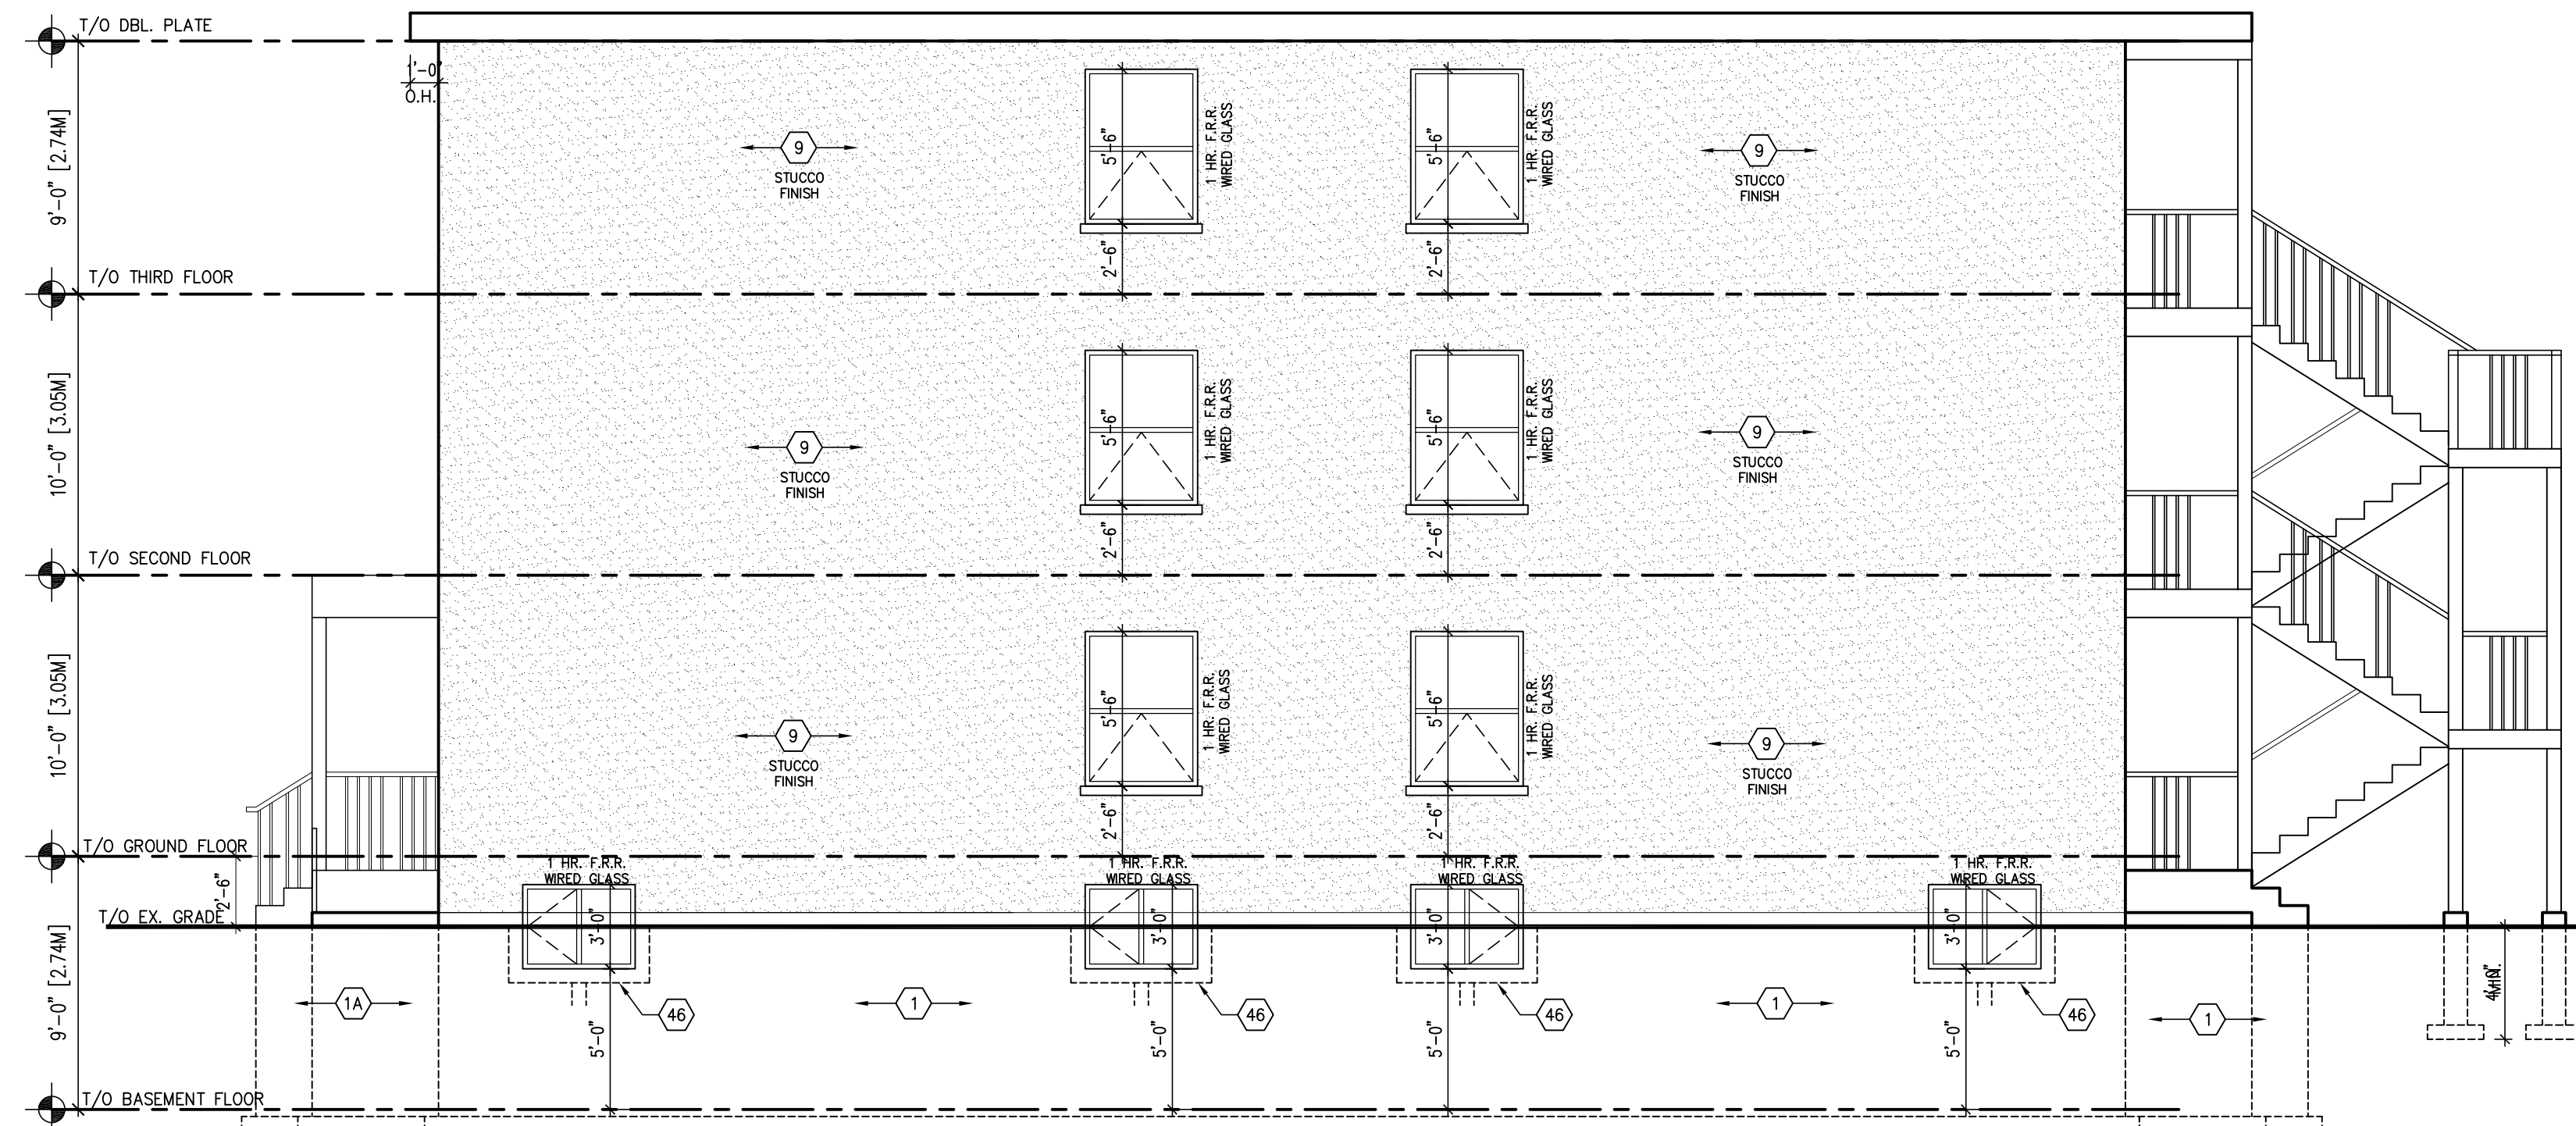 T/O DBL. PLATE
1'-0"
O.H.
9'-0" [2.74M]
9
STUCCO
FINISH
5'-6"
1 HR. F.R.R.
WIRED GLASS
5'-6"
1 HR. F.R.R.
WIRED GLASS
9
STUCCO
FINISH
2'-6"
2'-6"
T/O THIRD FLOOR
10'-0" [3.05M]
9
STUCCO
FINISH
5'-6"
1 HR. F.R.R.
WIRED GLASS
5'-6"
1 HR. F.R.R.
WIRED GLASS
9
STUCCO
FINISH
2'-6"
2'-6"
T/O SECOND FLOOR
10'-0" [3.05M]
9
STUCCO
FINISH
5'-6"
1 HR. F.R.R.
WIRED GLASS
5'-6"
1 HR. F.R.R.
WIRED GLASS
9
STUCCO
FINISH
2'-6"
2'-6"
T/O GROUND FLOOR
1 HR. F.R.R.
WIRED GLASS
1 HR. F.R.R.
WIRED GLASS
1 HR. F.R.R.
WIRED GLASS
1 HR. F.R.R.
WIRED GLASS
2'-6"
T/O EX. GRADE
3'-0"
3'-0"
3'-0"
3'-0"
9'-0" [2.74M]
1A
46
1
46
46
1
46
1
4'-0"
MIN.
5'-0"
5'-0"
5'-0"
5'-0"
T/O BASEMENT FLOOR